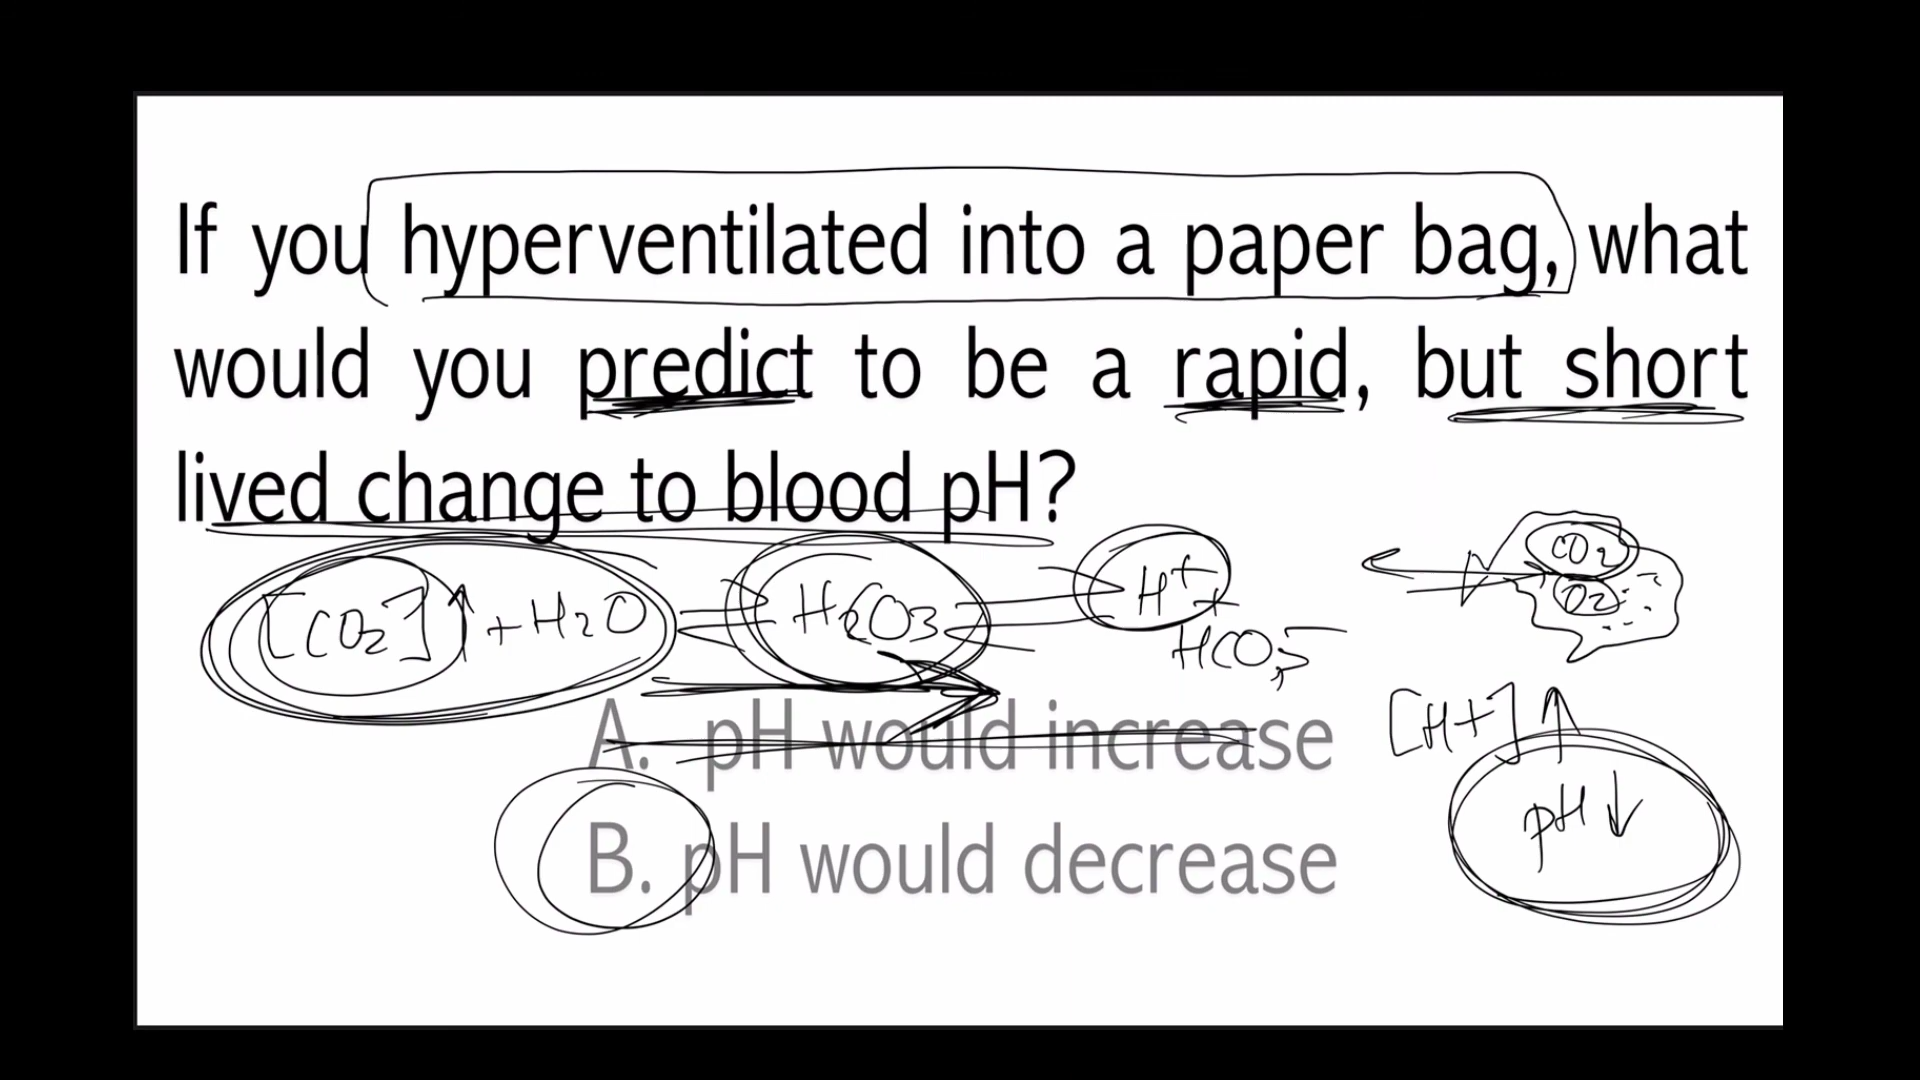 If you hyperventilated into a paper bag, what
would you predict to be a rapid, but short
lived change to blood pH?
[CO2]↑ + H2O ⇌ H2CO3 ⇌ H+ + HCO3-
CO2
O2
[H+]↑
A. pH would increase
pH↓
B. pH would decrease